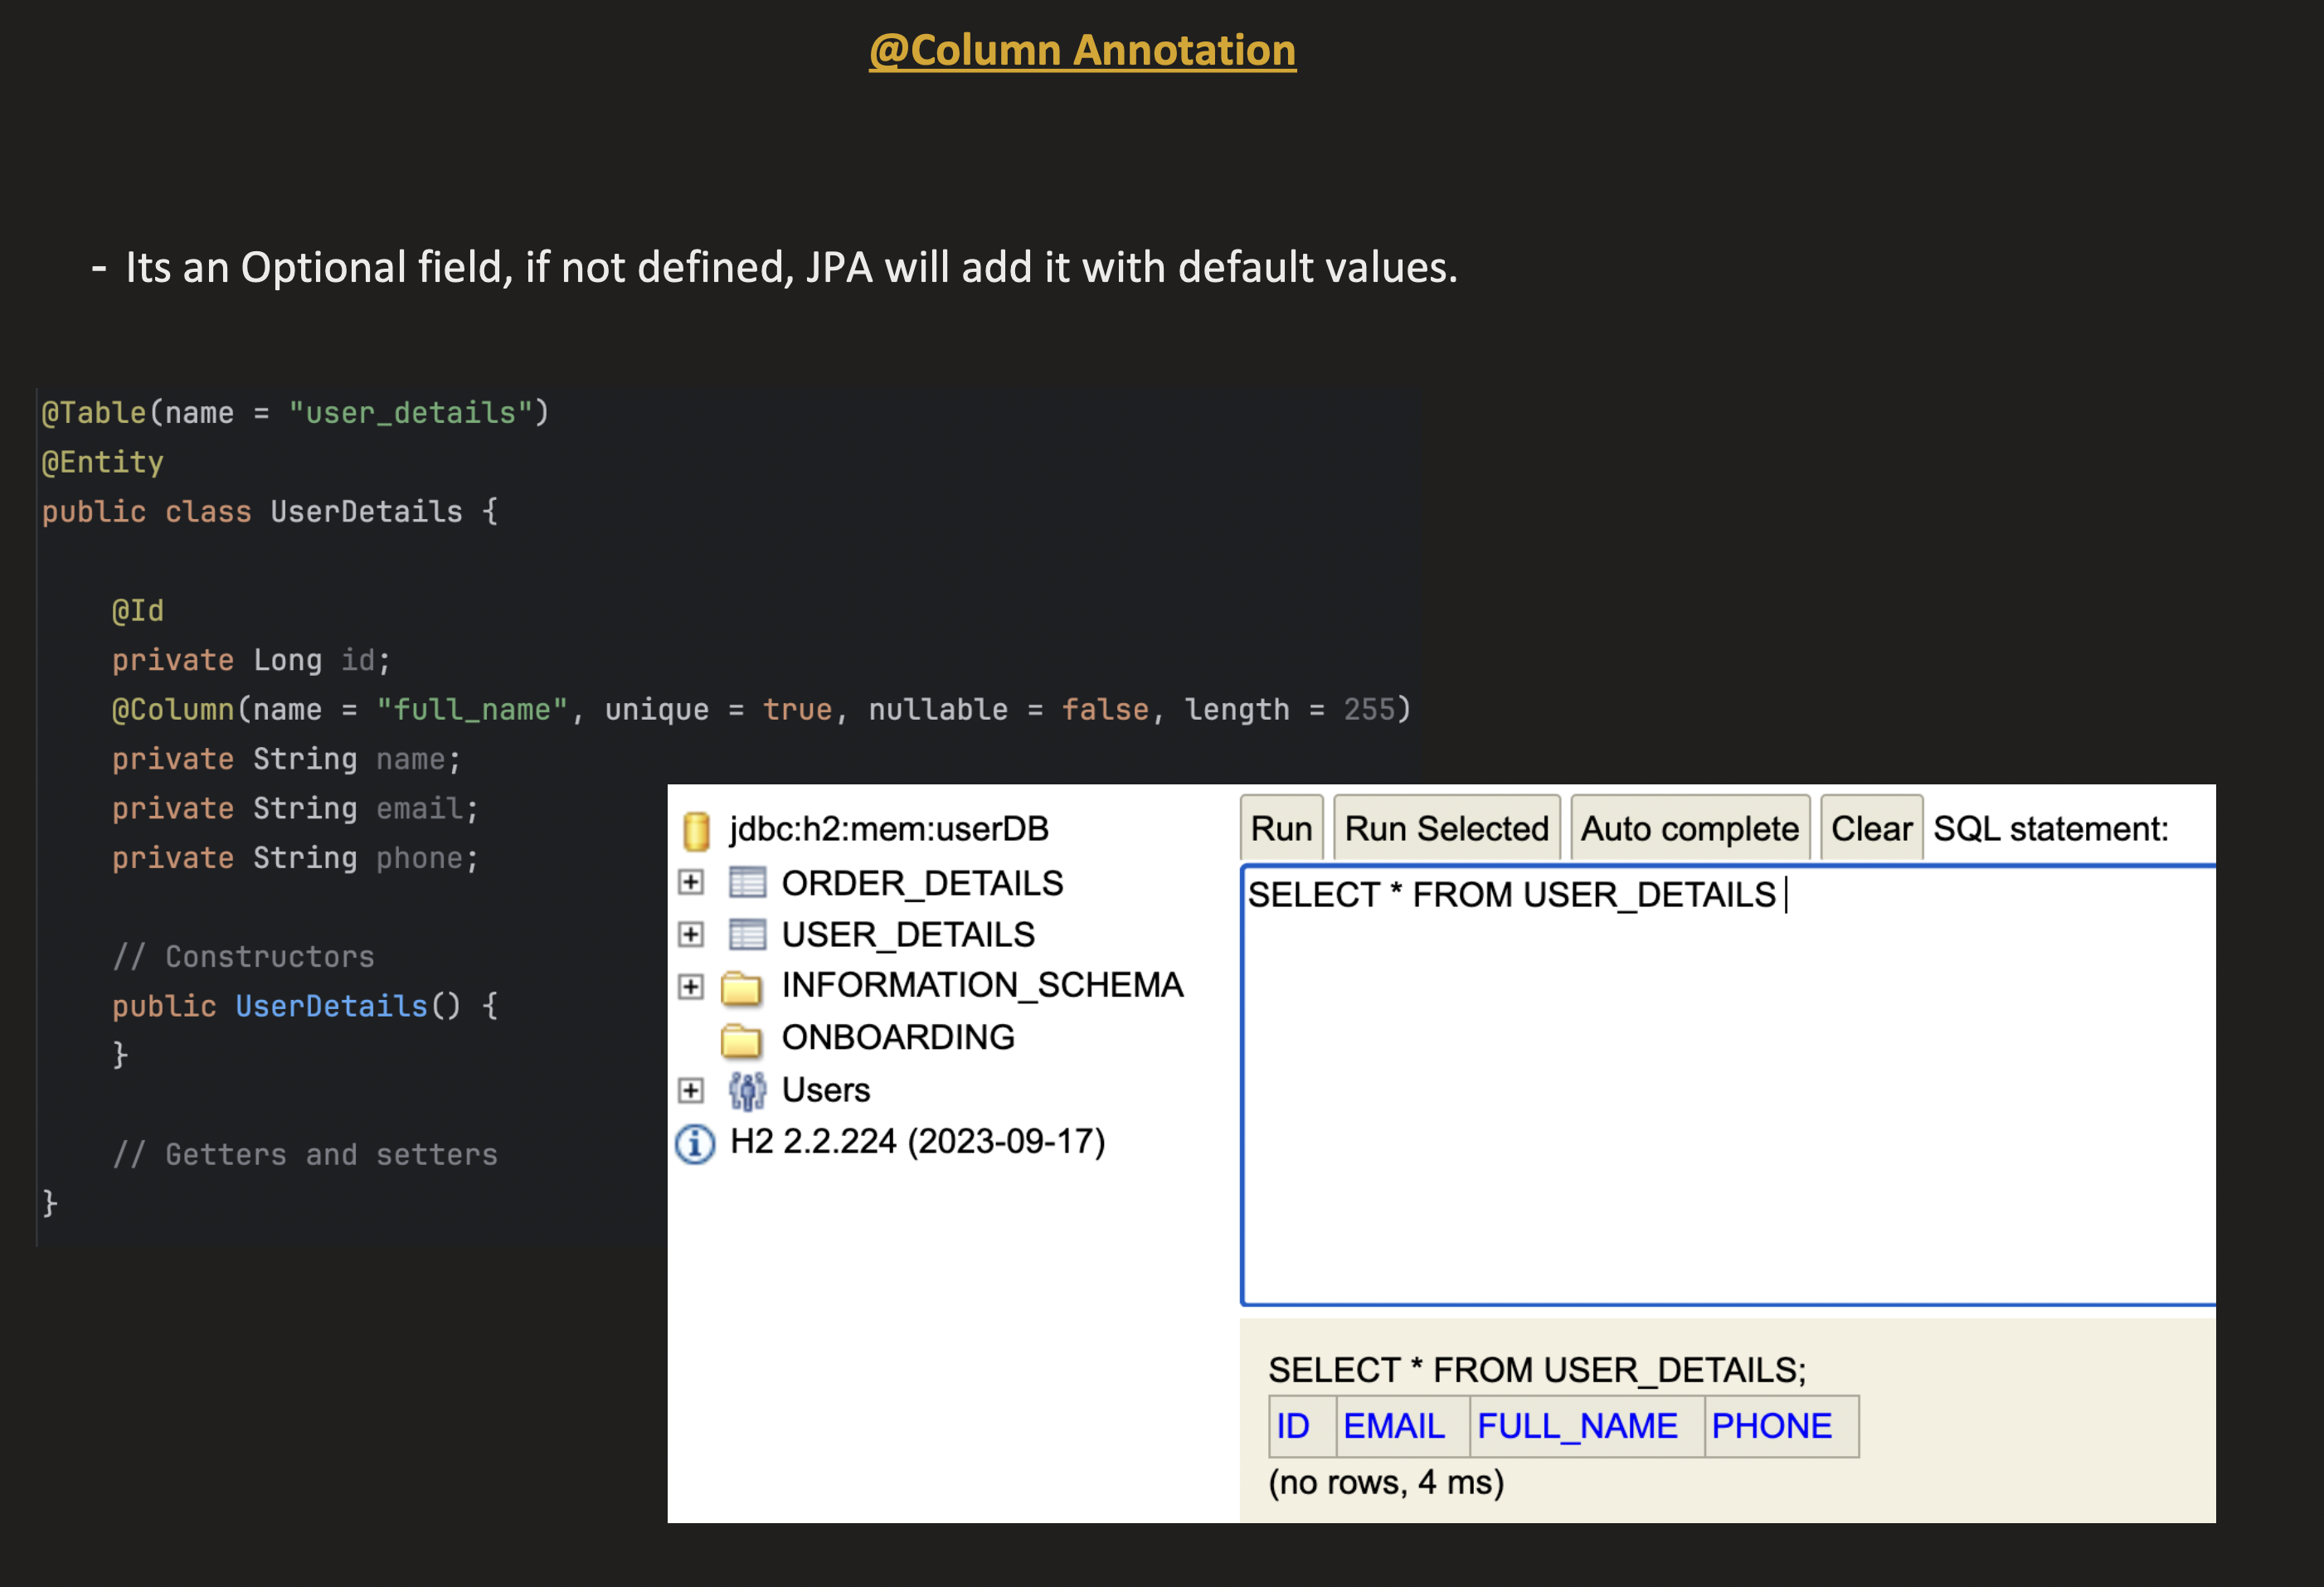 @Column Annotation
- Its an Optional field, if not defined, JPA will add it with default values.
@Table(name = "user_details")
@Entity
public class UserDetails {
@Id
private Long id;
@Column(name = "full_name", unique = true, nullable = false, length = 255)
private String name;
private String email;
private String phone;
// Constructors
public UserDetails() {
}
// Getters and setters
}
jdbc:h2:mem:userDB
ORDER_DETAILS
USER_DETAILS
INFORMATION_SCHEMA
ONBOARDING
Users
H2 2.2.224 (2023-09-17)
Run Run Selected Auto complete Clear SQL statement:
SELECT * FROM USER_DETAILS
SELECT * FROM USER_DETAILS;
ID EMAIL FULL_NAME PHONE
(no rows, 4 ms)